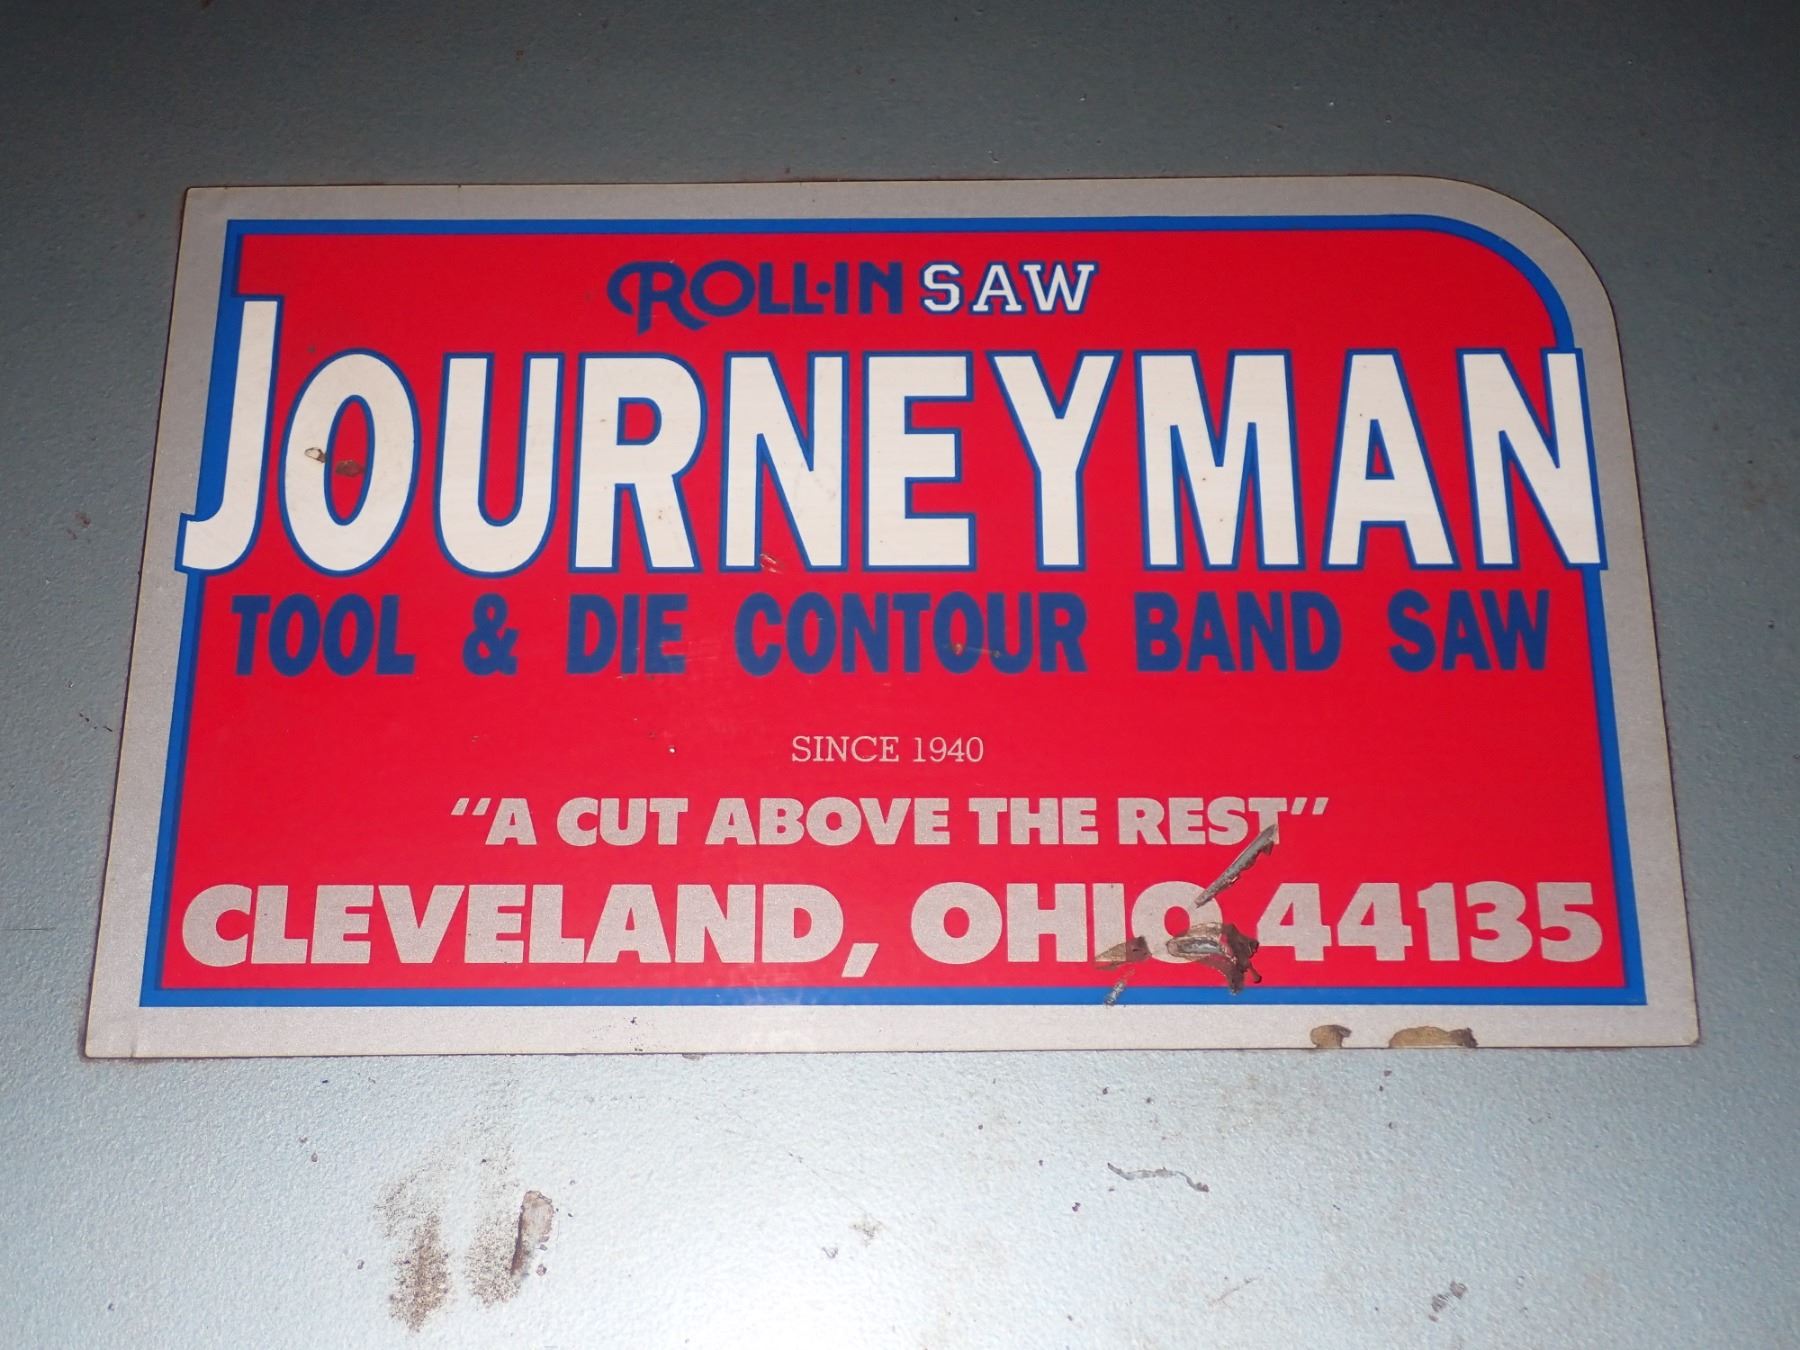 ROLL-IN SAW
JOURNEYMAN
TOOL & DIE CONTOUR BAND SAW
SINCE 1940
"A CUT ABOVE THE REST"
CLEVELAND, OHIO 44135